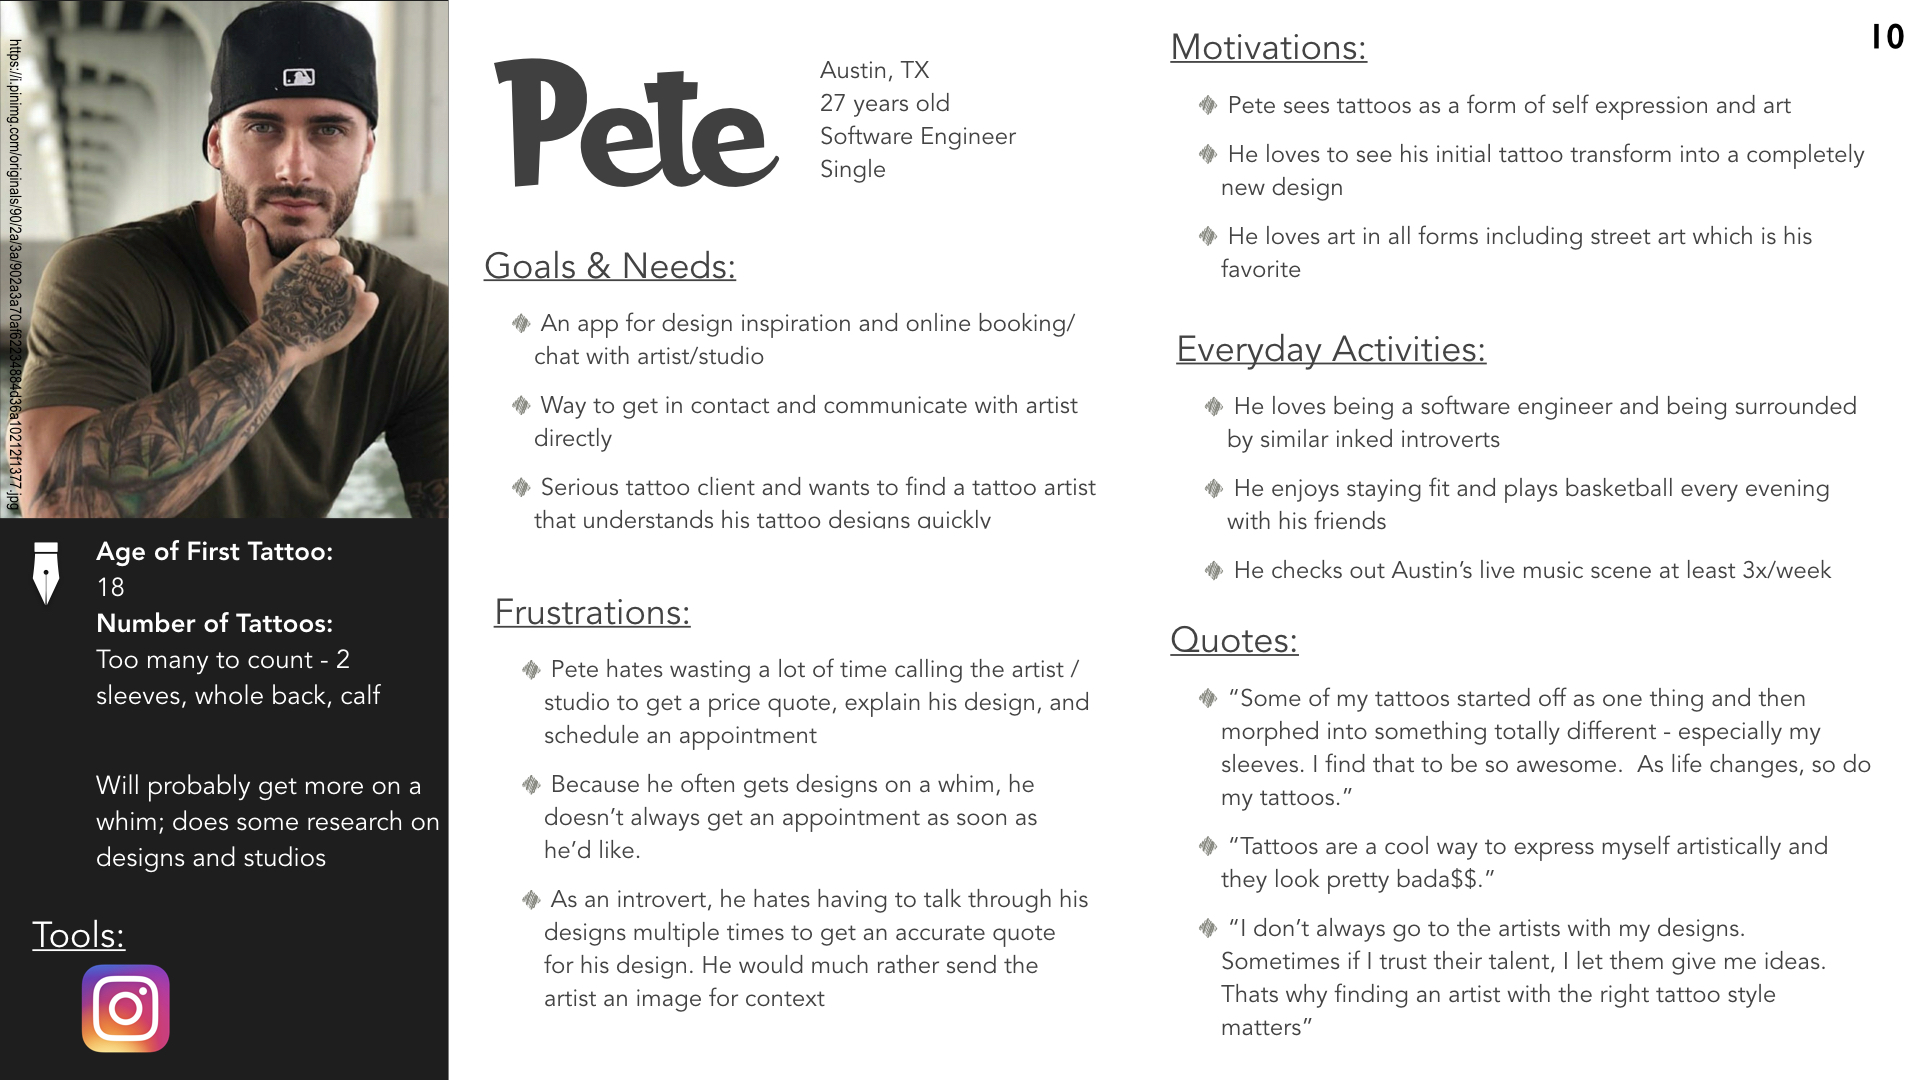 https://i.pinimg.com/originals/90/2a/3a/902a3a70af62234884d36a10212f1377.jpg
Age of First Tattoo:
18
Number of Tattoos:
Too many to count - 2
sleeves, whole back, calf
Will probably get more on a
whim; does some research on
designs and studios
Tools:
Pete
Austin, TX
27 years old
Software Engineer
Single
Goals & Needs:
An app for design inspiration and online booking/
chat with artist/studio
Way to get in contact and communicate with artist
directly
Serious tattoo client and wants to find a tattoo artist
that understands his tattoo designs quickly
Frustrations:
Pete hates wasting a lot of time calling the artist /
studio to get a price quote, explain his design, and
schedule an appointment
Because he often gets designs on a whim, he
doesn’t always get an appointment as soon as
he’d like.
As an introvert, he hates having to talk through his
designs multiple times to get an accurate quote
for his design. He would much rather send the
artist an image for context
10
Motivations:
Pete sees tattoos as a form of self expression and art
He loves to see his initial tattoo transform into a completely
new design
He loves art in all forms including street art which is his
favorite
Everyday Activities:
He loves being a software engineer and being surrounded
by similar inked introverts
He enjoys staying fit and plays basketball every evening
with his friends
He checks out Austin’s live music scene at least 3x/week
Quotes:
“Some of my tattoos started off as one thing and then
morphed into something totally different - especially my
sleeves. I find that to be so awesome.  As life changes, so do
my tattoos.”
“Tattoos are a cool way to express myself artistically and
they look pretty bada$$.”
“I don’t always go to the artists with my designs.
Sometimes if I trust their talent, I let them give me ideas.
Thats why finding an artist with the right tattoo style
matters”